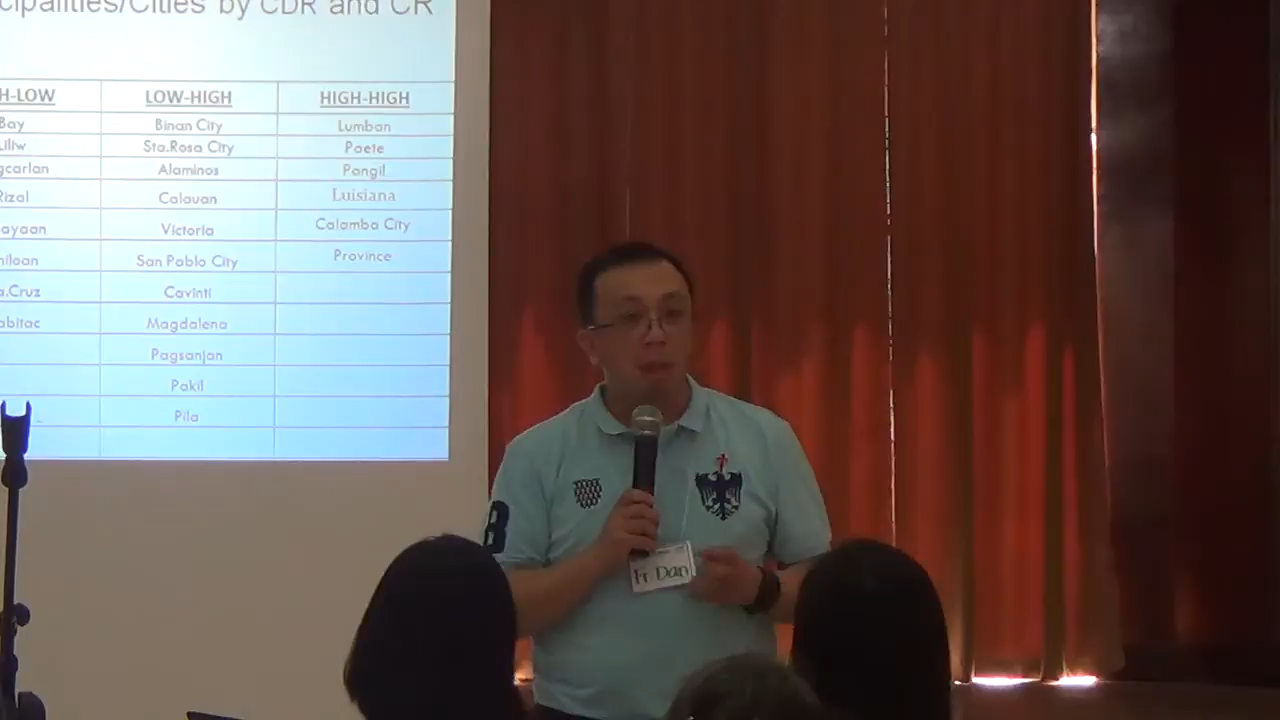 cipalities/Cities by CDR and CR
H-LOW LOW-HIGH HIGH-HIGH
Bay Binan City Lumban
Liliw Sta.Rosa City Paete
gcarlan Alaminos Pangil
Rizal Calauan Luisiana
ayaan Victoria Calamba City
niloan San Pablo City Province
a.Cruz Cavinti
abitac Magdalena
Pagsanjan
Pakil
Pila
8
Fr Dan